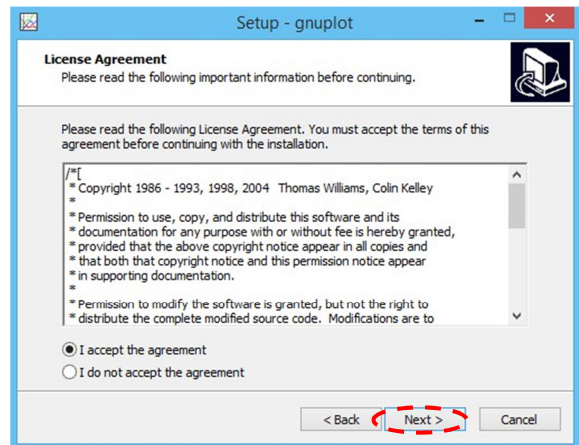 Setup - gnuplot
License Agreement
Please read the following important information before continuing.
Please read the following License Agreement. You must accept the terms of this
agreement before continuing with the installation.
/*[
* Copyright 1986 - 1993, 1998, 2004   Thomas Williams, Colin Kelley
*
* Permission to use, copy, and distribute this software and its
* documentation for any purpose with or without fee is hereby granted,
* provided that the above copyright notice appear in all copies and
* that both that copyright notice and this permission notice appear
* in supporting documentation.
*
* Permission to modify the software is granted, but not the right to
* distribute the complete modified source code.  Modifications are to
I accept the agreement
I do not accept the agreement
< Back Next > Cancel